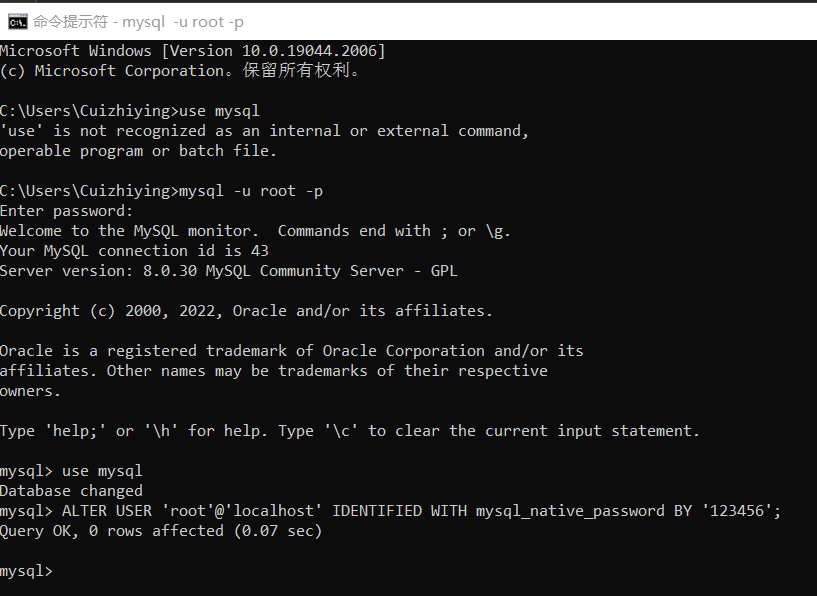 命令提示符 - mysql -u root -p
Microsoft Windows [Version 10.0.19044.2006]
(c) Microsoft Corporation。保留所有权利。
C:\Users\Cuizhiying>use mysql
'use' is not recognized as an internal or external command,
operable program or batch file.
C:\Users\Cuizhiying>mysql -u root -p
Enter password:
Welcome to the MySQL monitor.  Commands end with ; or \g.
Your MySQL connection id is 43
Server version: 8.0.30 MySQL Community Server - GPL
Copyright (c) 2000, 2022, Oracle and/or its affiliates.
Oracle is a registered trademark of Oracle Corporation and/or its
affiliates. Other names may be trademarks of their respective
owners.
Type 'help;' or '\h' for help. Type '\c' to clear the current input statement.
mysql> use mysql
Database changed
mysql> ALTER USER 'root'@'localhost' IDENTIFIED WITH mysql_native_password BY '123456';
Query OK, 0 rows affected (0.07 sec)
mysql>